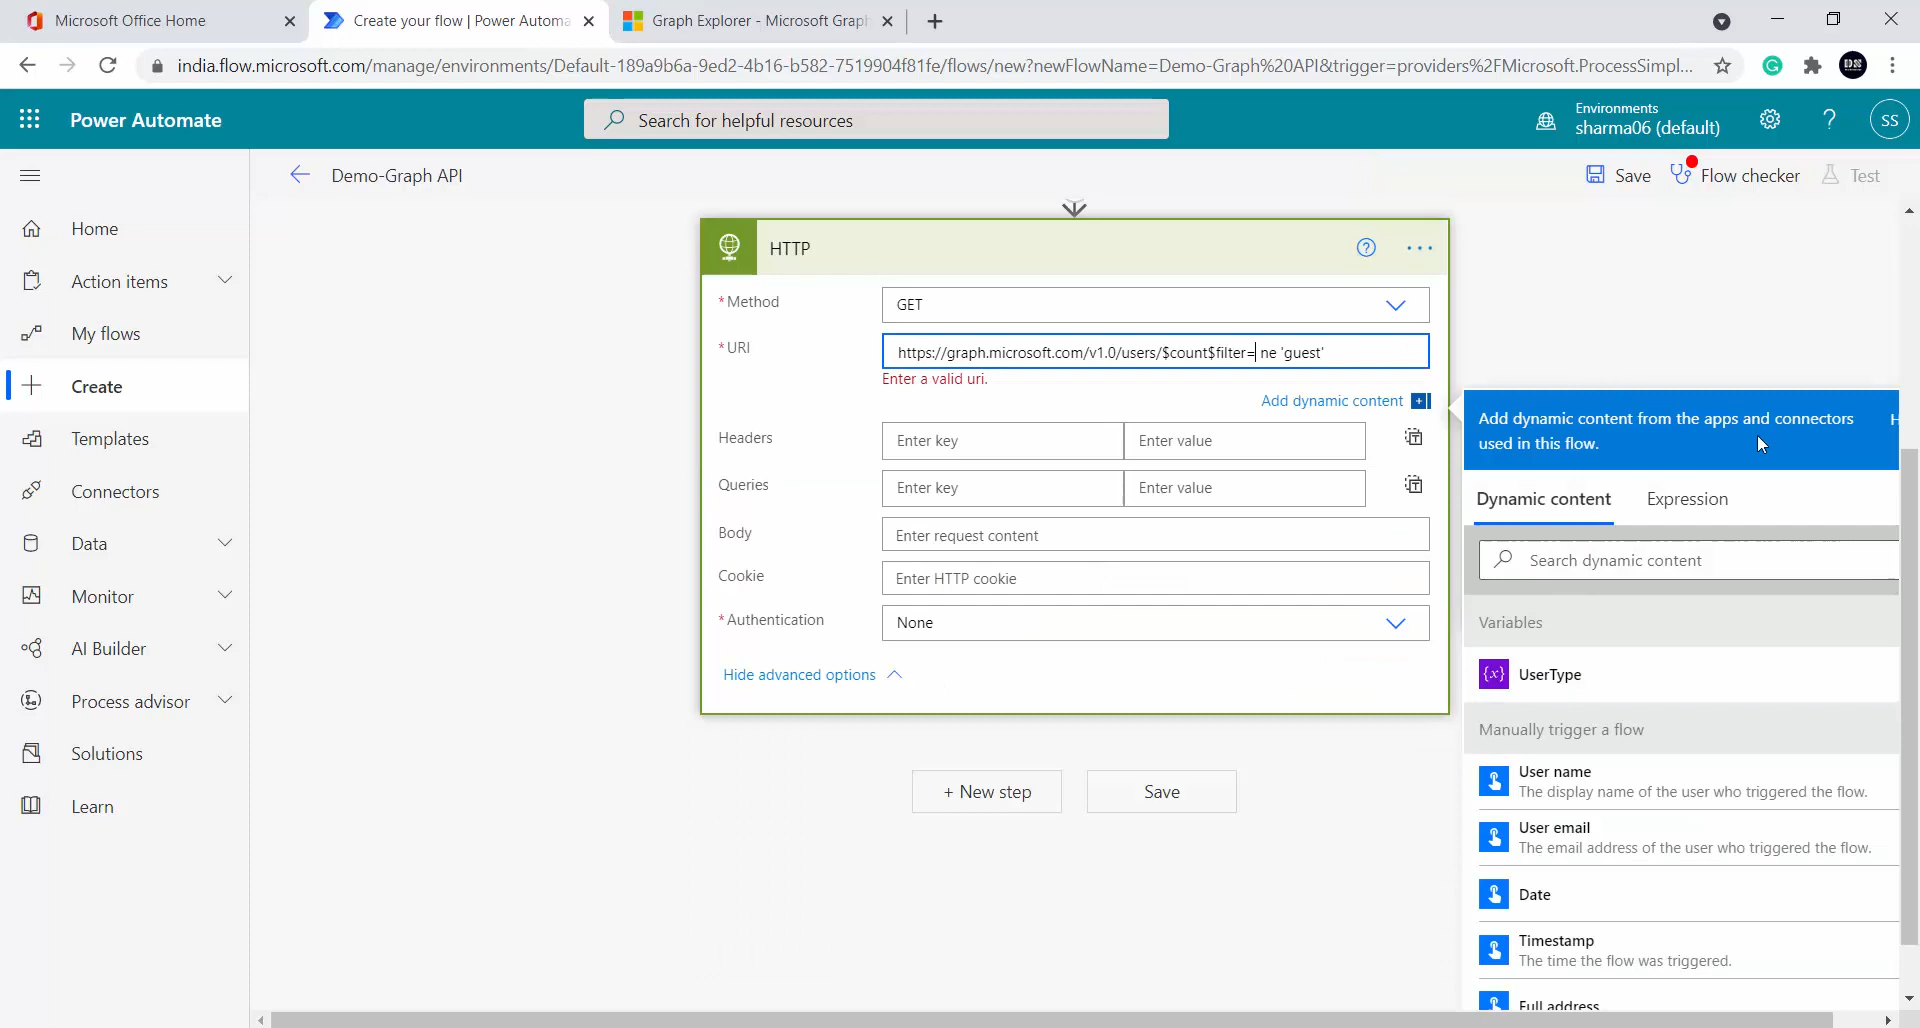 Microsoft Office Home
Create your flow | Power Automa
Graph Explorer - Microsoft Graph
india.flow.microsoft.com/manage/environments/Default-189a9b6a-9ed2-4b16-b582-7519904f81fe/flows/new?newFlowName=Demo-Graph%20API&trigger=providers%2FMicrosoft.ProcessSimpl...
Power Automate
Search for helpful resources
Environments
sharma06 (default)
SS
Demo-Graph API
Save
Flow checker
Test
Home
Action items
My flows
Create
Templates
Connectors
Data
Monitor
AI Builder
Process advisor
Solutions
Learn
HTTP
* Method
GET
* URI
https://graph.microsoft.com/v1.0/users/$count$filter= ne 'guest'
Enter a valid uri.
Add dynamic content
Headers
Enter key
Enter value
Queries
Enter key
Enter value
Body
Enter request content
Cookie
Enter HTTP cookie
* Authentication
None
Hide advanced options
+ New step
Save
Add dynamic content from the apps and connectors
used in this flow.
H
Dynamic content
Expression
Search dynamic content
Variables
{x}
UserType
Manually trigger a flow
User name
The display name of the user who triggered the flow.
User email
The email address of the user who triggered the flow.
Date
Timestamp
The time the flow was triggered.
Full address